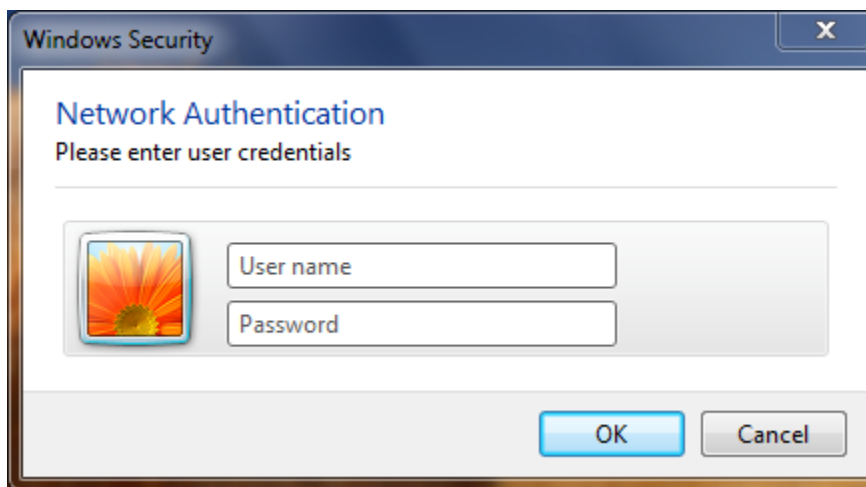 Windows Security
X
Network Authentication
Please enter user credentials
User name
Password
OK
Cancel